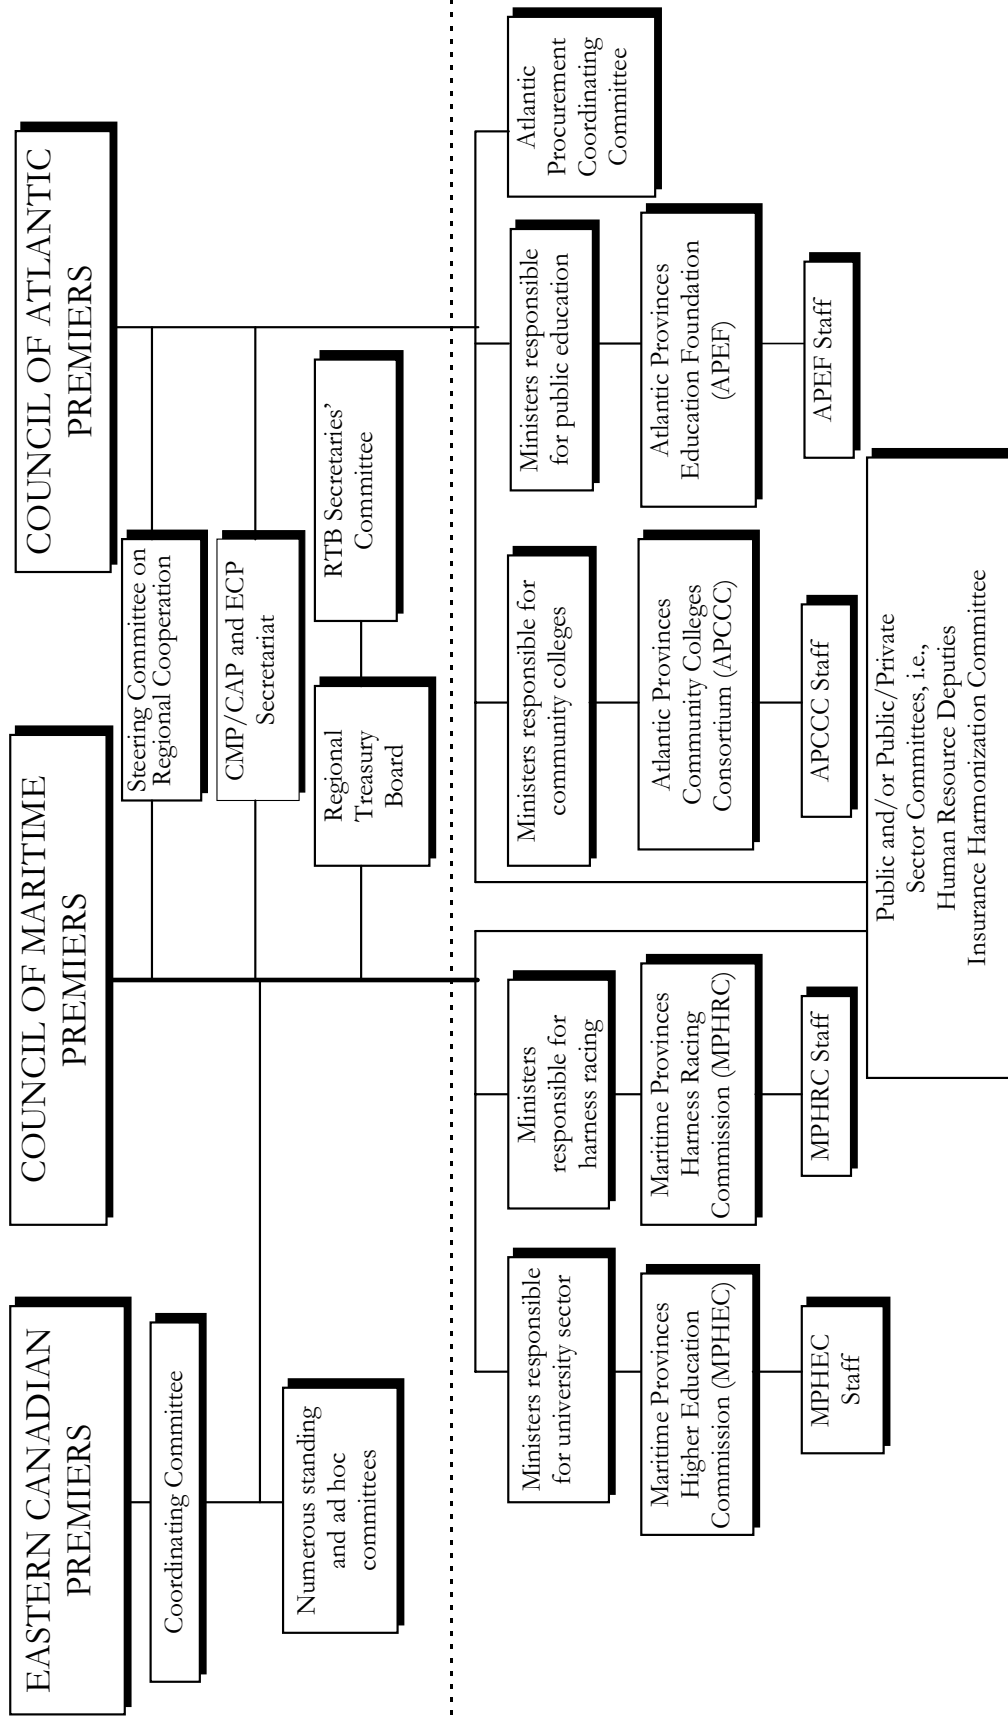 EASTERN CANADIAN
PREMIERS
COUNCIL OF MARITIME
PREMIERS
COUNCIL OF ATLANTIC
PREMIERS
Coordinating Committee
Numerous standing
and ad hoc
committees
Steering Committee on
Regional Cooperation
CMP/CAP and ECP
Secretariat
Regional
Treasury
Board
RTB Secretaries’
Committee
Ministers responsible
for university sector
Maritime Provinces
Higher Education
Commission (MPHEC)
MPHEC
Staff
Ministers
responsible for
harness racing
Maritime Provinces
Harness Racing
Commission (MPHRC)
MPHRC Staff
Ministers responsible for
community colleges
Atlantic Provinces
Community Colleges
Consortium (APCCC)
APCCC Staff
Ministers responsible
for public education
Atlantic Provinces
Education Foundation
(APEF)
APEF Staff
Atlantic
Procurement
Coordinating
Committee
Public and/or Public/Private
Sector Committees, i.e.,
Human Resource Deputies
Insurance Harmonization Committee